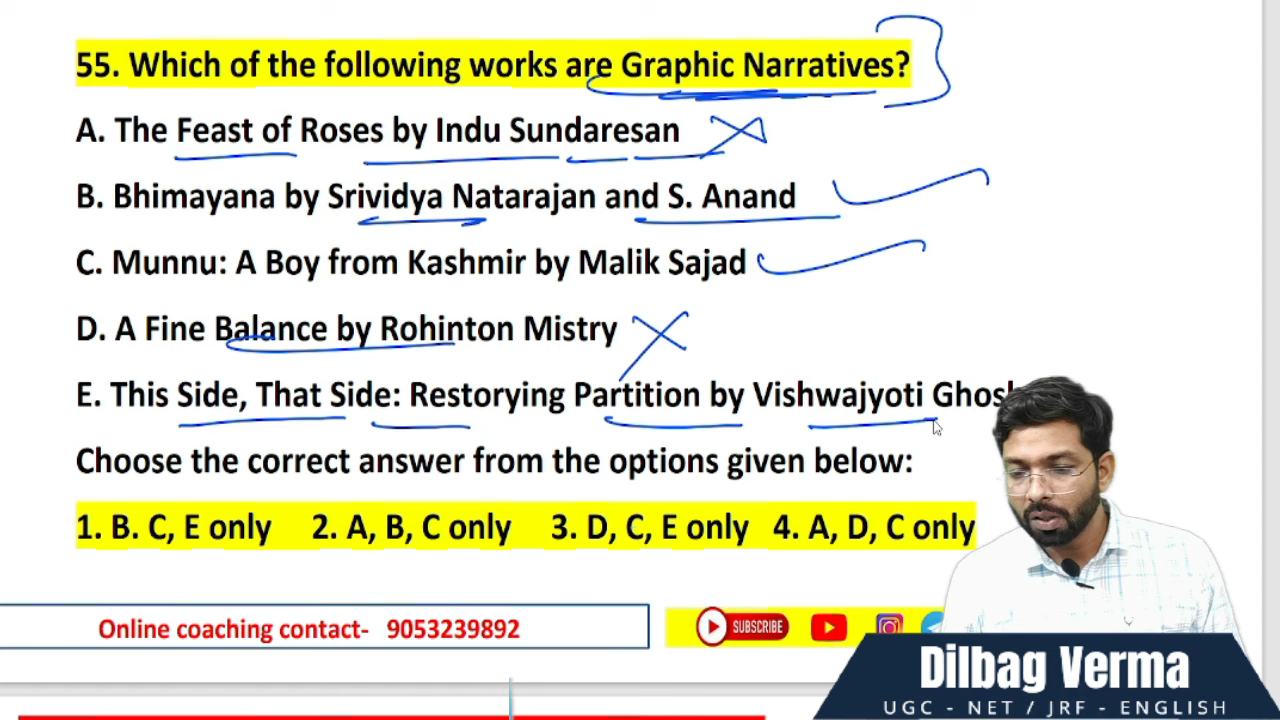 55. Which of the following works are Graphic Narratives?
A. The Feast of Roses by Indu Sundaresan
B. Bhimayana by Srividya Natarajan and S. Anand
C. Munnu: A Boy from Kashmir by Malik Sajad
D. A Fine Balance by Rohinton Mistry
E. This Side, That Side: Restorying Partition by Vishwajyoti Ghosh
Choose the correct answer from the options given below:
1. B. C, E only 2. A, B, C only 3. D, C, E only 4. A, D, C only
Online coaching contact- 9053239892
SUBSCRIBE
Dilbag Verma
UGC - NET / JRF - ENGLISH